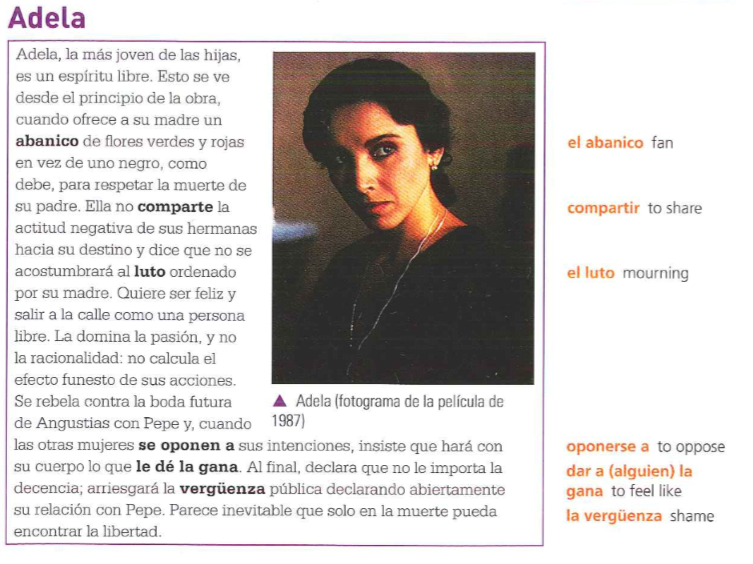 Adela
Adela, la más joven de las hijas,
es un espíritu libre. Esto se ve
desde el principio de la obra,
cuando ofrece a su madre un
abanico de flores verdes y rojas
en vez de uno negro, como
debe, para respetar la muerte de
su padre. Ella no comparte la
actitud negativa de sus hermanas
hacia su destino y dice que no se
acostumbrará al luto ordenado
por su madre. Quiere ser feliz y
salir a la calle como una persona
libre. La domina la pasión, y no
la racionalidad: no calcula el
efecto funesto de sus acciones.
Se rebela contra la boda futura
de Angustias con Pepe y, cuando
las otras mujeres se oponen a sus intenciones, insiste que hará con
su cuerpo lo que le dé la gana. Al final, declara que no le importa la
decencia; arriesgará la vergüenza pública declarando abiertamente
su relación con Pepe. Parece inevitable que solo en la muerte pueda
encontrar la libertad.
▲ Adela (fotograma de la película de
1987)
el abanico fan
compartir to share
el luto mourning
oponerse a to oppose
dar a (alguien) la
gana to feel like
la vergüenza shame